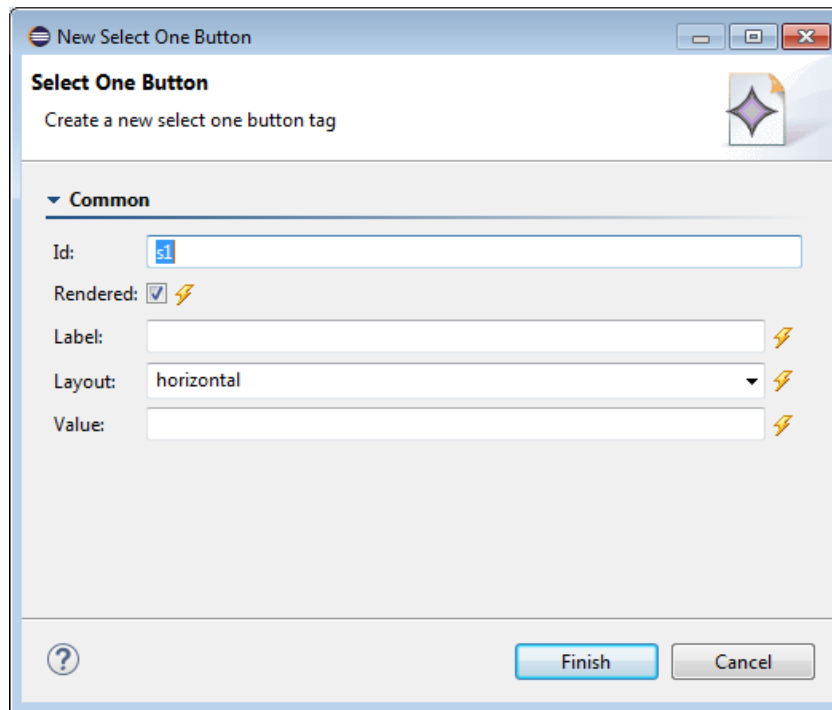 New Select One Button
Select One Button
Create a new select one button tag
Common
Id: s1
Rendered:
Label:
Layout: horizontal
Value:
?
Finish Cancel